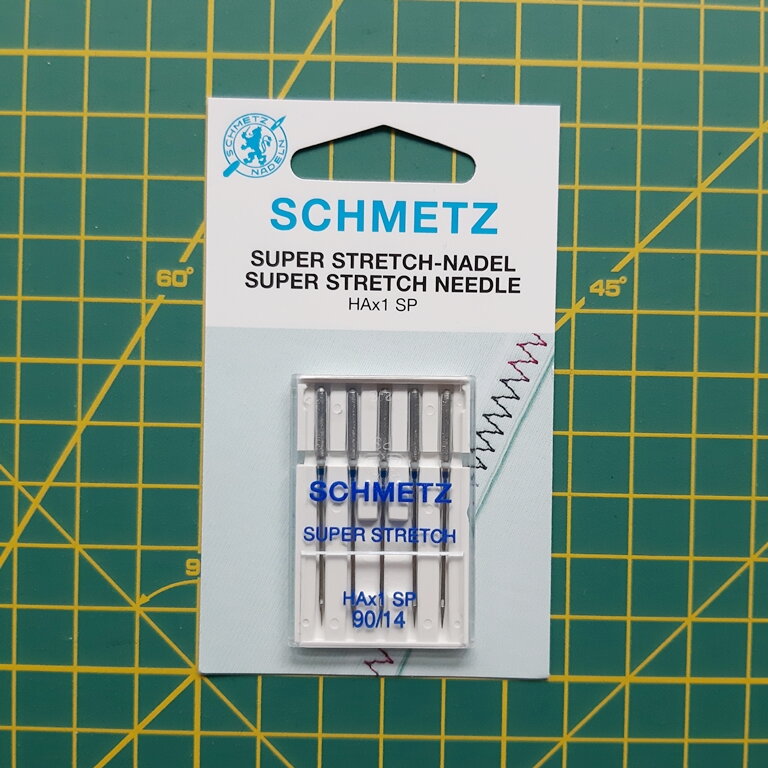 SCHMETZ NADELN
SCHMETZ
SUPER STRETCH-NADEL
SUPER STRETCH NEEDLE
HAx1 SP
60°
45°
SCHMETZ
SUPER STRETCH
9
HAx1 SP
90/14